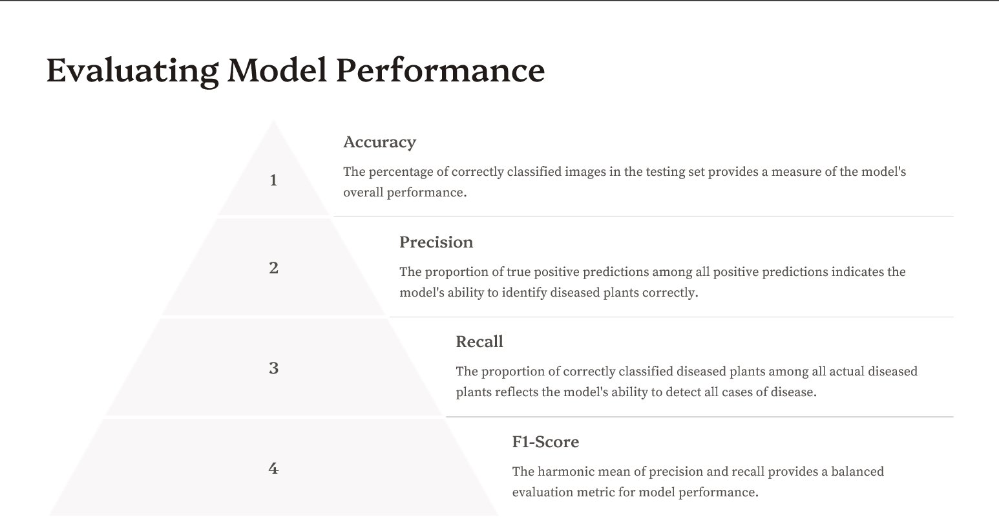 Evaluating Model Performance
1
Accuracy
The percentage of correctly classified images in the testing set provides a measure of the model's
overall performance.
2
Precision
The proportion of true positive predictions among all positive predictions indicates the
model's ability to identify diseased plants correctly.
3
Recall
The proportion of correctly classified diseased plants among all actual diseased
plants reflects the model's ability to detect all cases of disease.
4
F1-Score
The harmonic mean of precision and recall provides a balanced
evaluation metric for model performance.